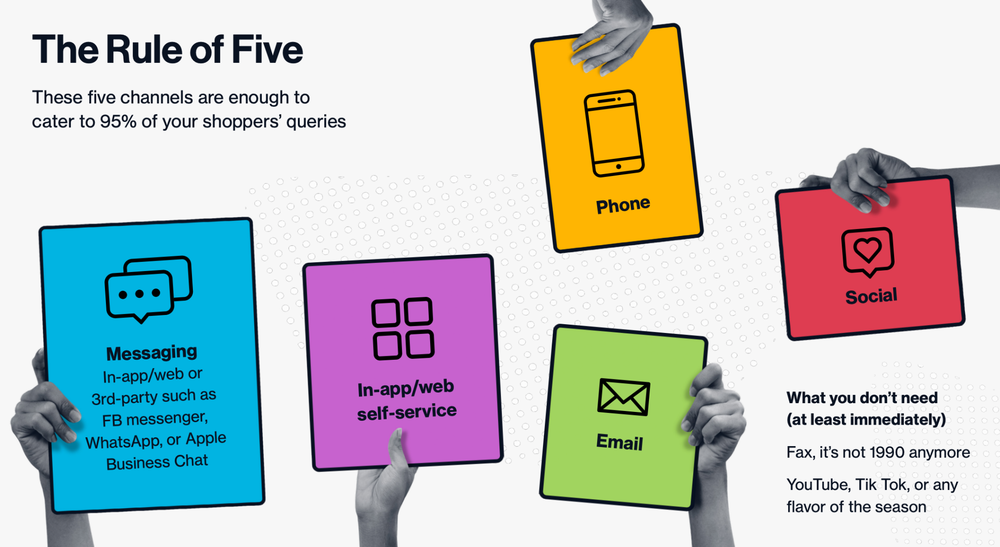 The Rule of Five
These five channels are enough to
cater to 95% of your shoppers’ queries
Messaging
In-app/web or
3rd-party such as
FB messenger,
WhatsApp, or Apple
Business Chat
In-app/web
self-service
Phone
Email
Social
What you don’t need
(at least immediately)
Fax, it’s not 1990 anymore
YouTube, Tik Tok, or any
flavor of the season